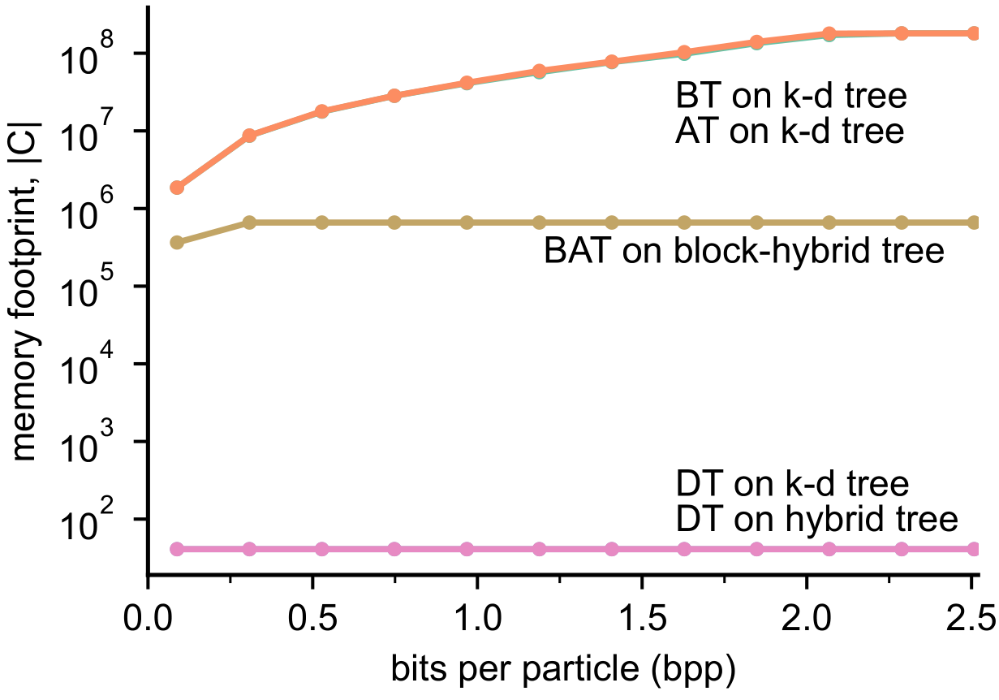 memory footprint, |C|
10^8
10^7
10^6
10^5
10^4
10^3
10^2
BT on k-d tree
AT on k-d tree
BAT on block-hybrid tree
DT on k-d tree
DT on hybrid tree
0.0 0.5 1.0 1.5 2.0 2.5
bits per particle (bpp)